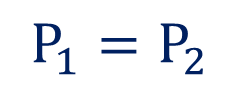 P₁ = P₂